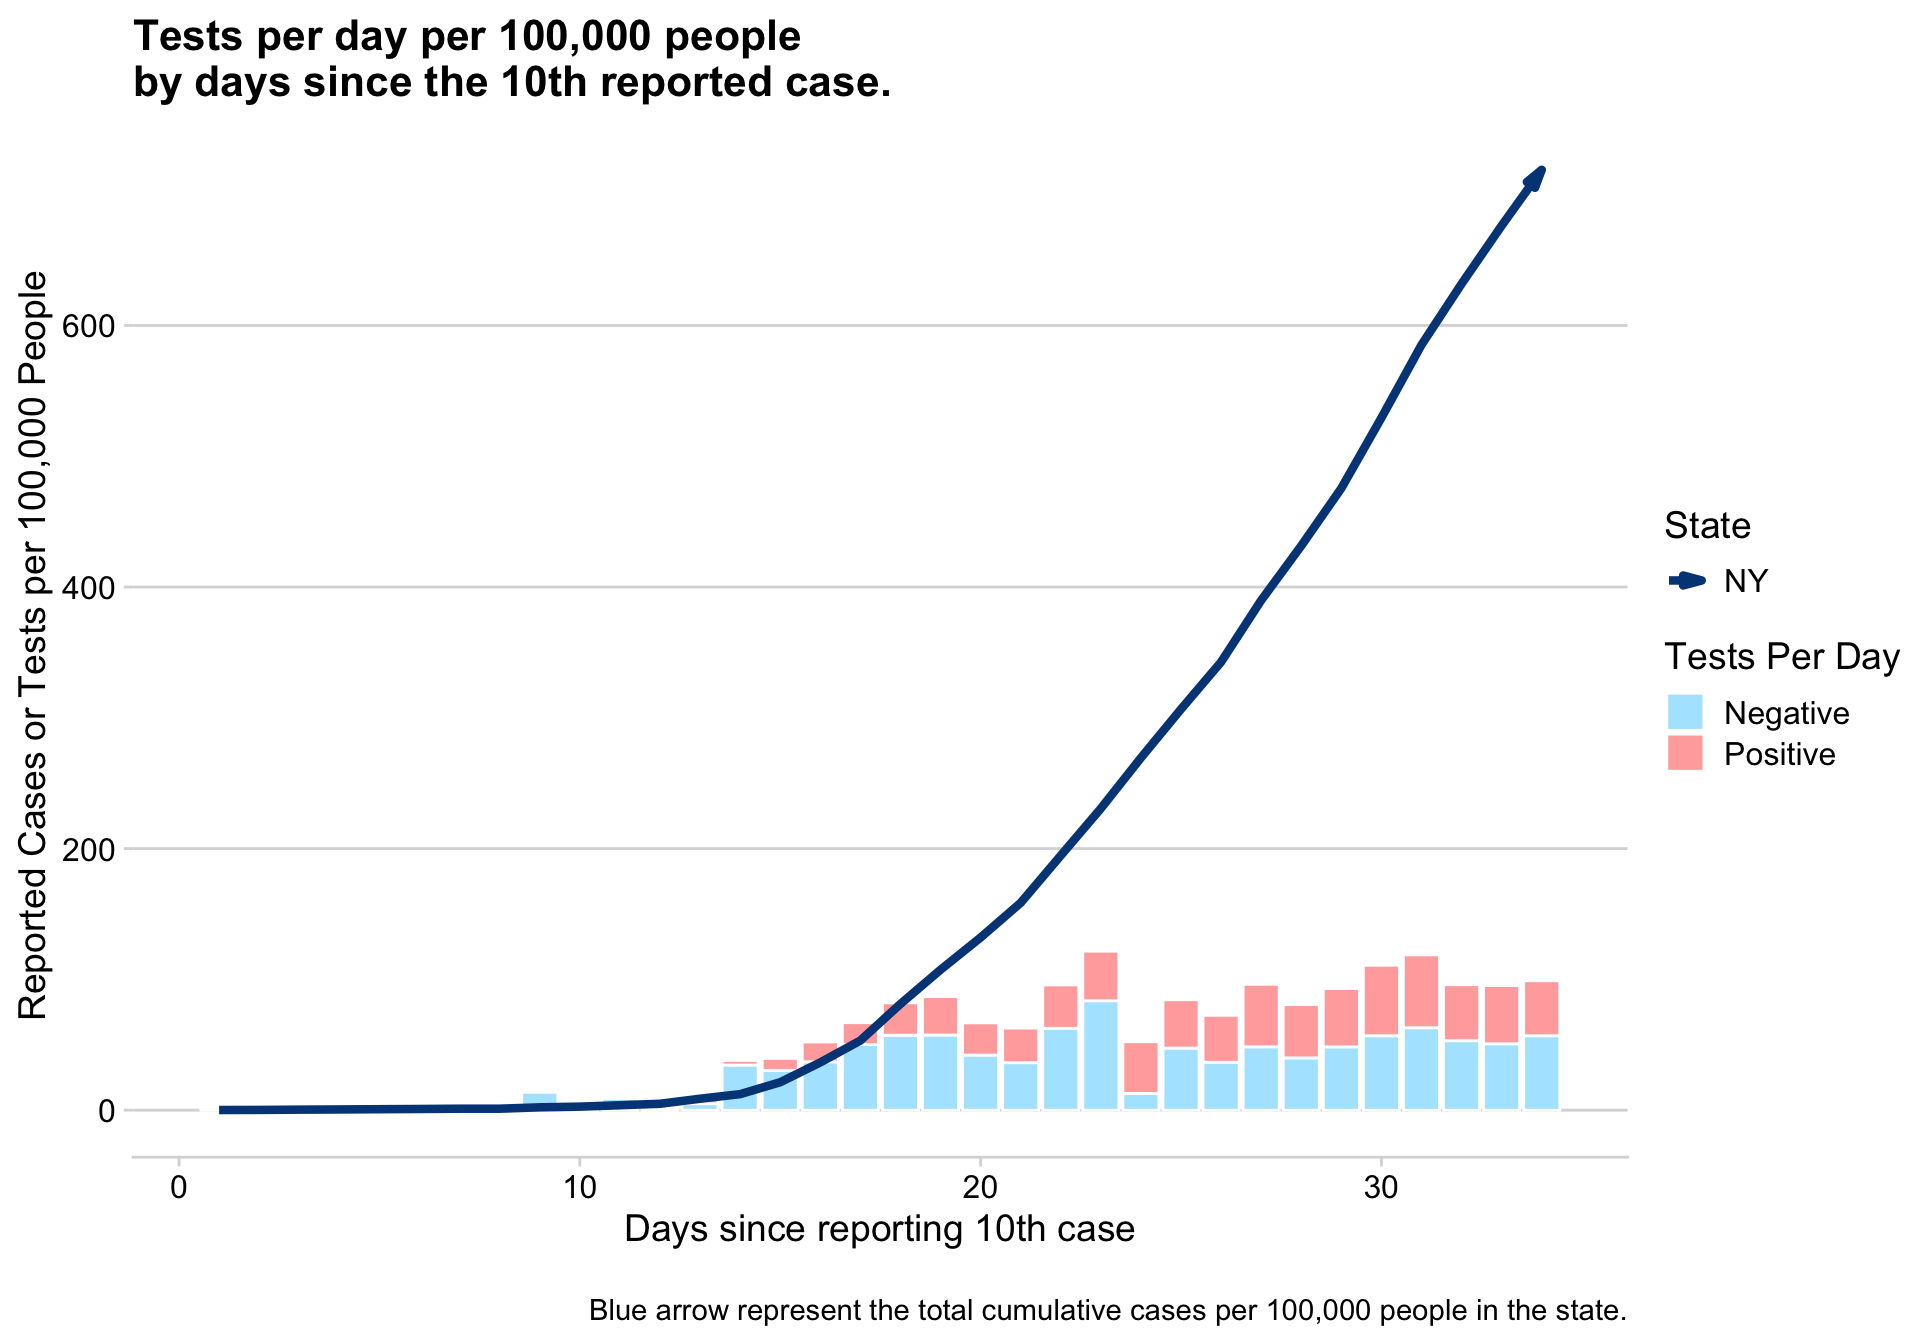 Tests per day per 100,000 people
by days since the 10th reported case.
Reported Cases or Tests per 100,000 People
600
400
200
0
0
10
20
30
Days since reporting 10th case
State
NY
Tests Per Day
Negative
Positive
Blue arrow represent the total cumulative cases per 100,000 people in the state.